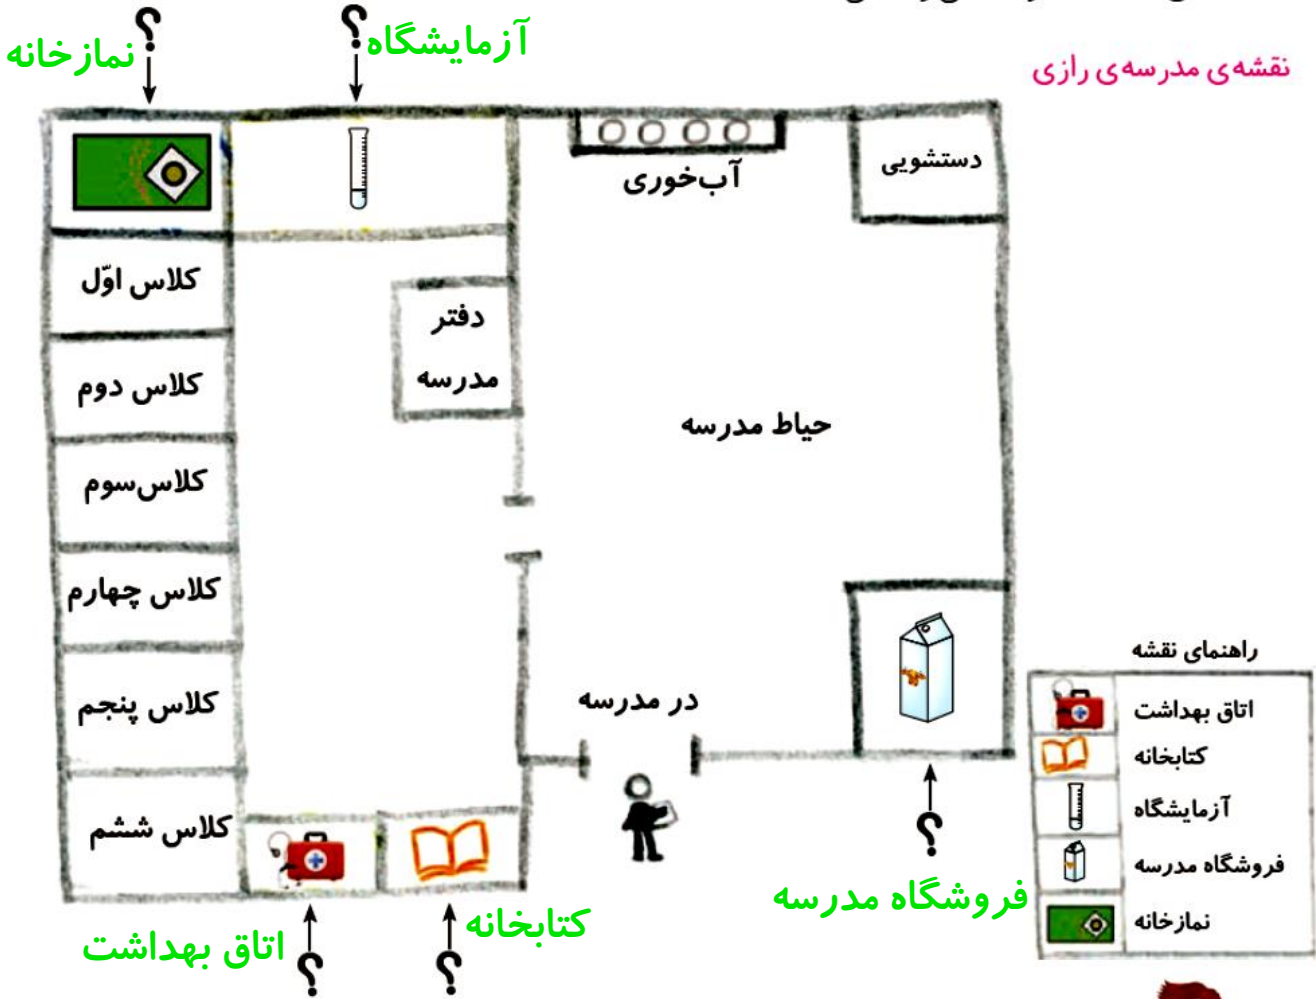 نقشه‌ی مدرسه‌ی رازی
؟
؟
نمازخانه
آزمایشگاه
آب‌خوری
دستشویی
کلاس اوّل
دفتر
مدرسه
کلاس دوم
حیاط مدرسه
کلاس سوم
کلاس چهارم
کلاس پنجم
در مدرسه
کلاس ششم
؟
فروشگاه مدرسه
کتابخانه
اتاق بهداشت
؟
؟
راهنمای نقشه
اتاق بهداشت
کتابخانه
آزمایشگاه
فروشگاه مدرسه
نمازخانه